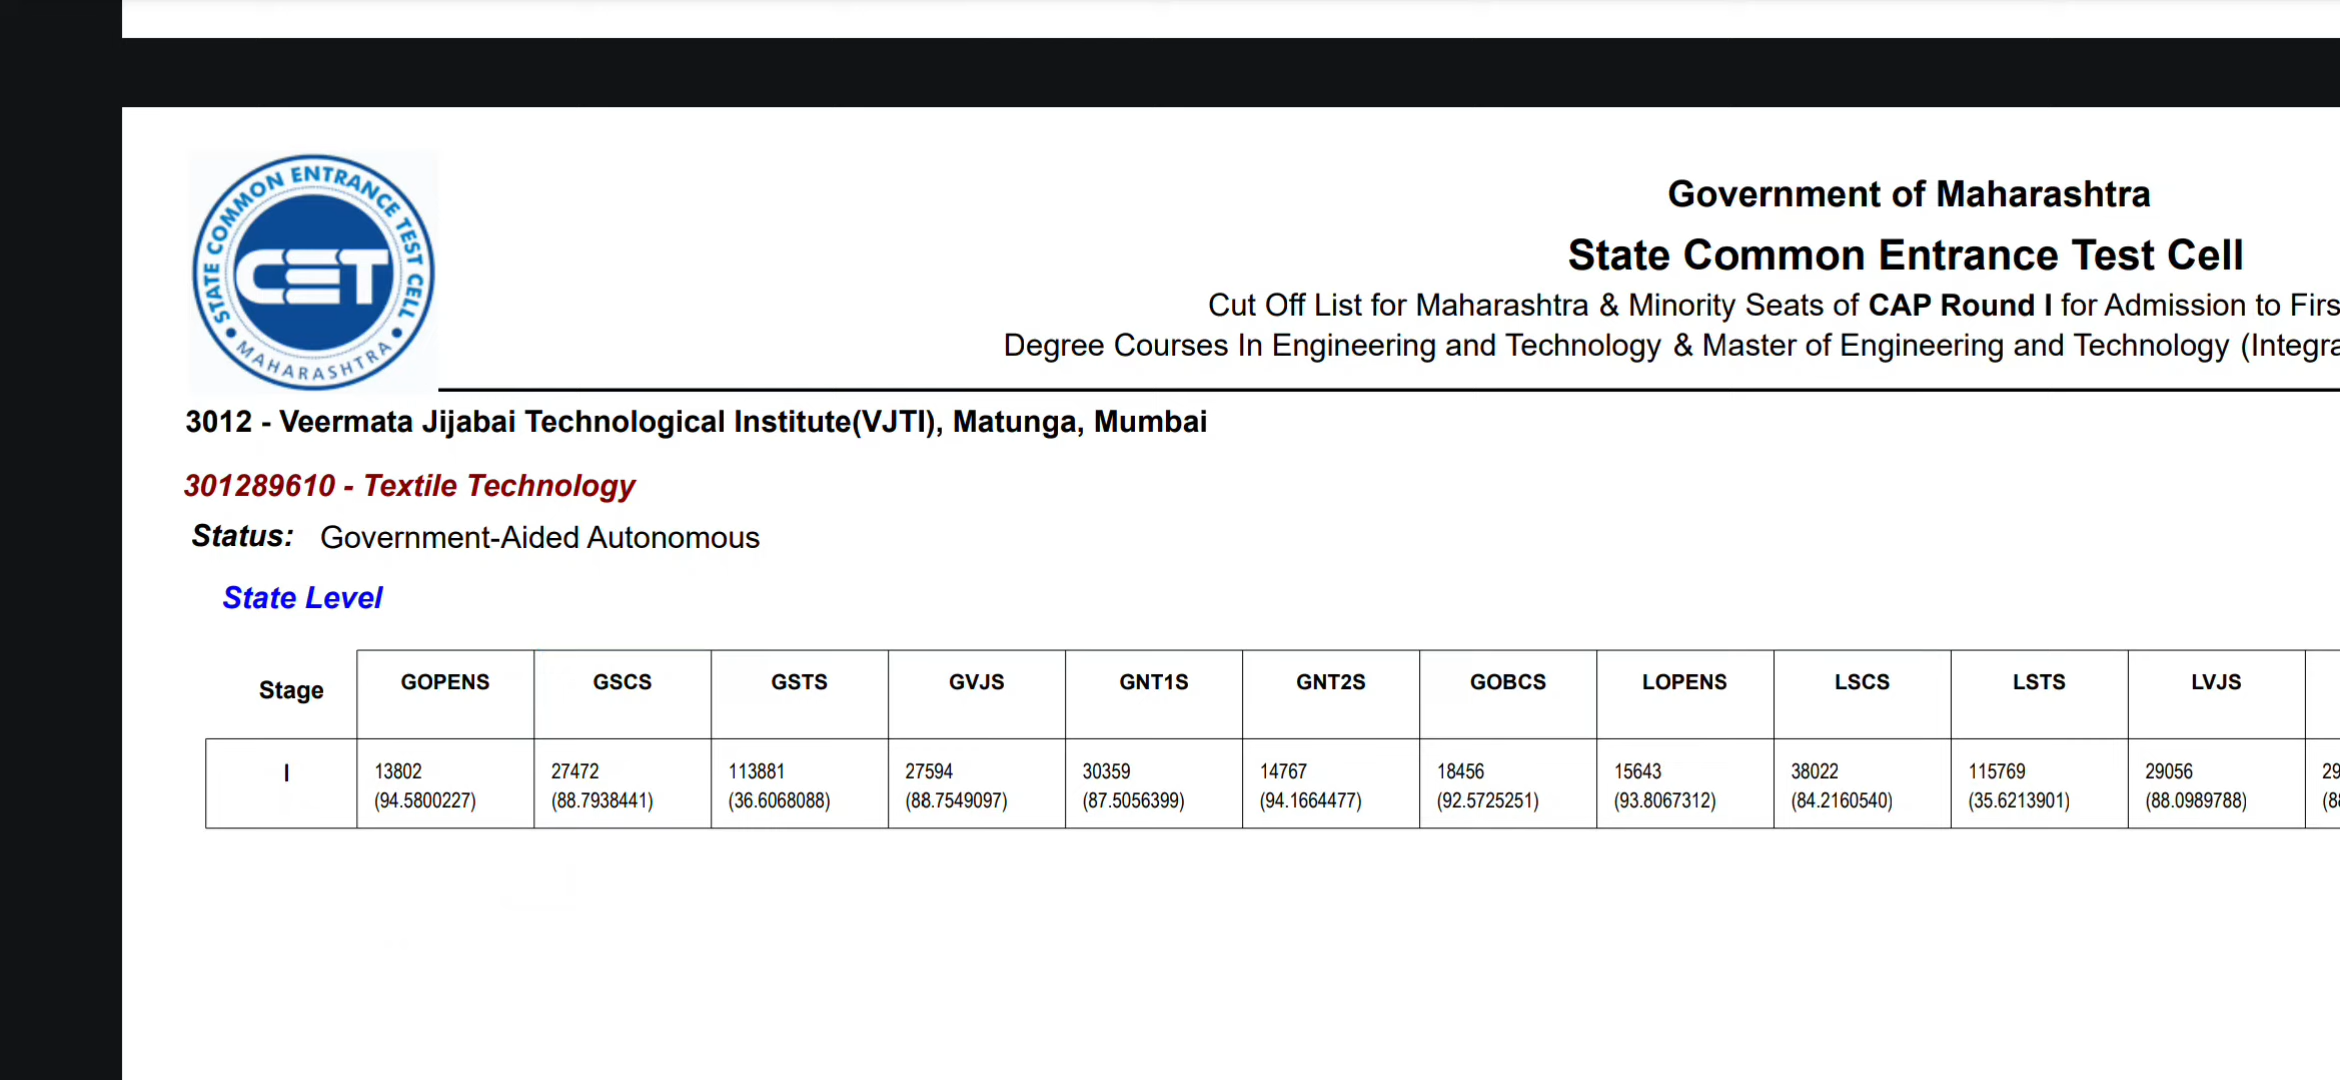 STATE COMMON ENTRANCE TEST CELL
CET
MAHARASHTRA
Government of Maharashtra
State Common Entrance Test Cell
Cut Off List for Maharashtra & Minority Seats of CAP Round I for Admission to
Degree Courses In Engineering and Technology & Master of Engineering and Technology
3012 - Veermata Jijabai Technological Institute(VJTI), Matunga, Mumbai
301289610 - Textile Technology
Status: Government-Aided Autonomous
State Level
Stage GOPENS GSCS GSTS GVJS GNT1S GNT2S GOBCS LOPENS LSCS LSTS LVJS
I 13802 27472 113881 27594 30359 14767 18456 15643 38022 115769 29056
(94.5800227) (88.7938441) (36.6068088) (88.7549097) (87.5056399) (94.1664477) (92.5725251) (93.8067312) (84.2160540) (35.6213901) (88.0989788)